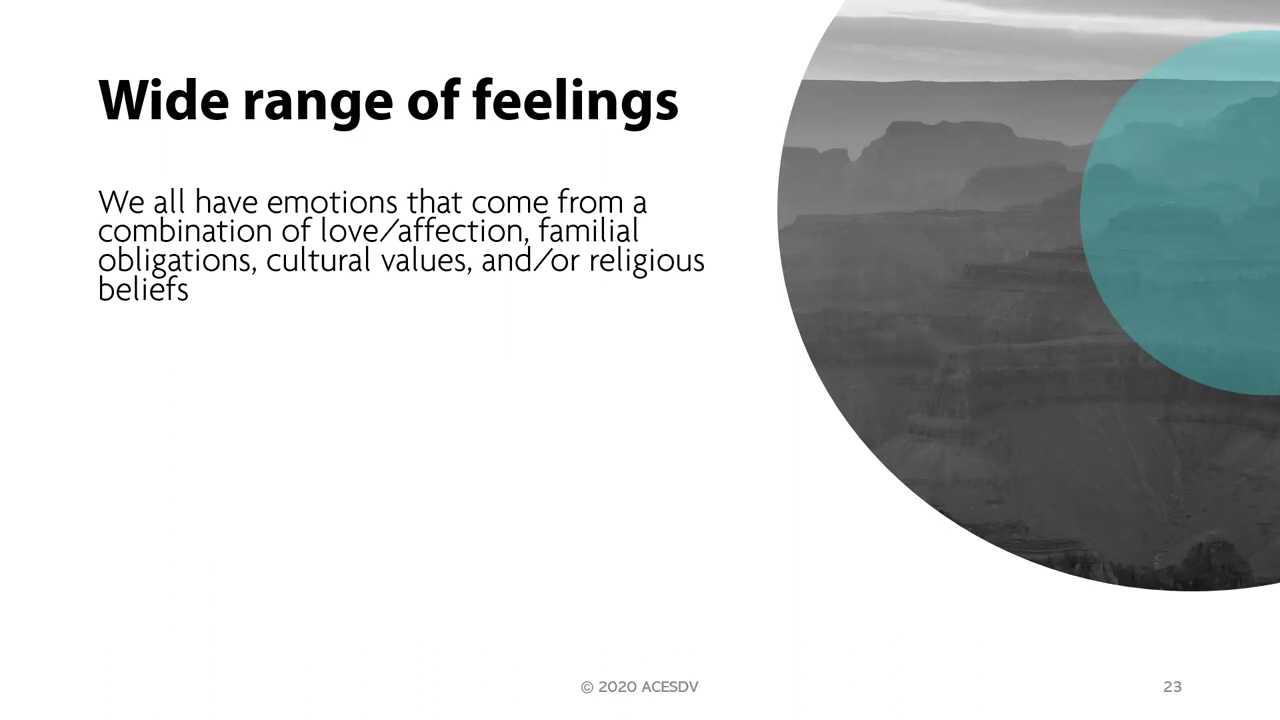 Wide range of feelings
We all have emotions that come from a
combination of love/affection, familial
obligations, cultural values, and/or religious
beliefs
© 2020 ACESDV
23